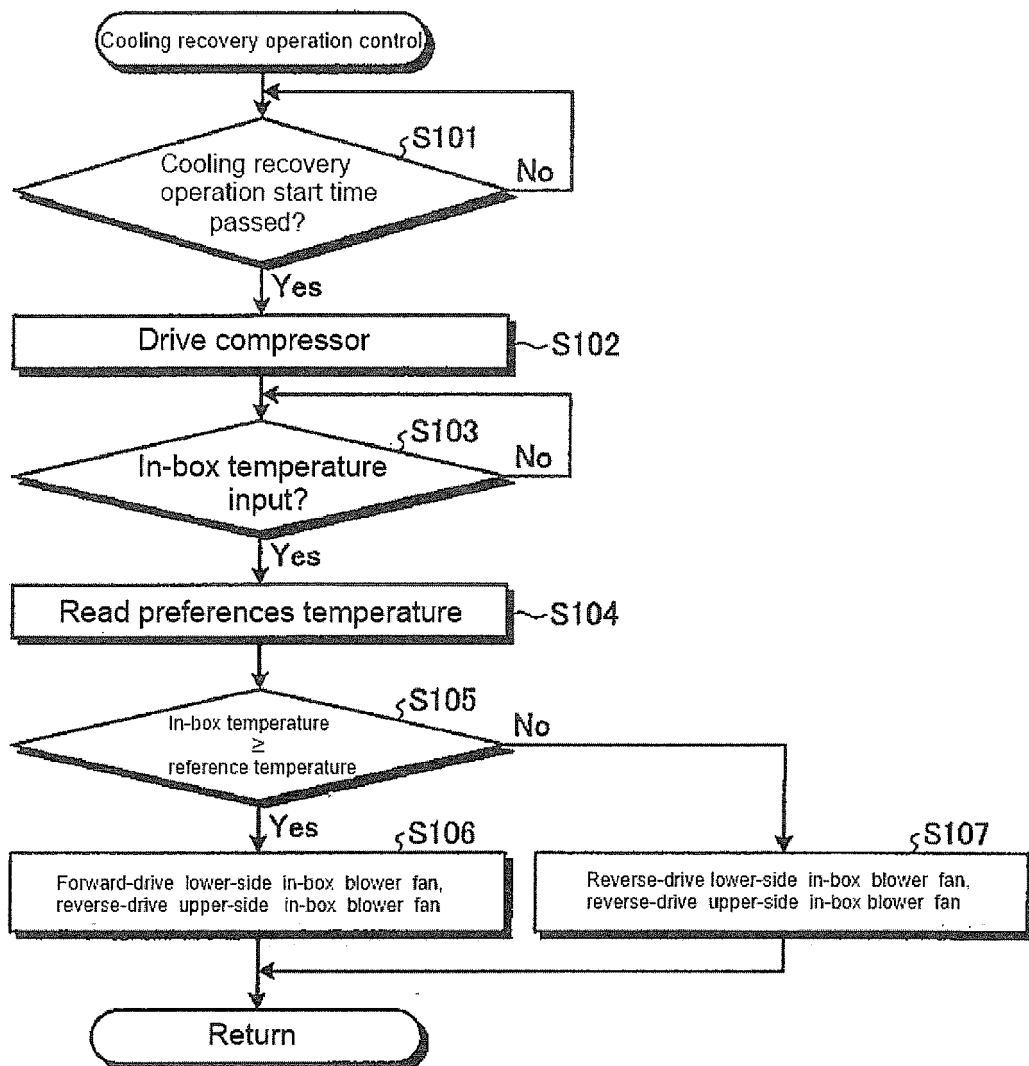 Cooling recovery operation control
S101
Cooling recovery
operation start time
passed?
No
Yes
Drive compressor
S102
S103
In-box temperature
input?
No
Yes
Read preferences temperature
S104
S105
In-box temperature
≥
reference temperature
No
Yes
S106
Forward-drive lower-side in-box blower fan,
reverse-drive upper-side in-box blower fan
S107
Reverse-drive lower-side in-box blower fan,
reverse-drive upper-side in-box blower fan
Return